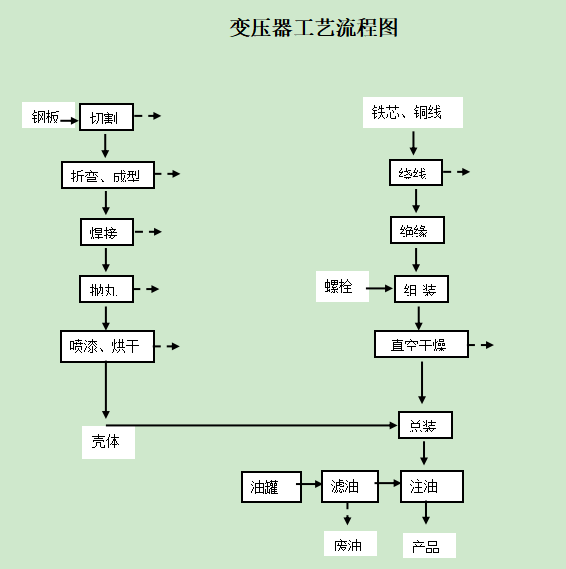 变压器工艺流程图
钢板
切割
铁芯、铜线
折弯、成型
绕线
焊接
绝缘
抛丸
螺栓
组 装
喷漆、烘干
直空干燥
壳体
总装
油罐
滤油
注油
废油
产品